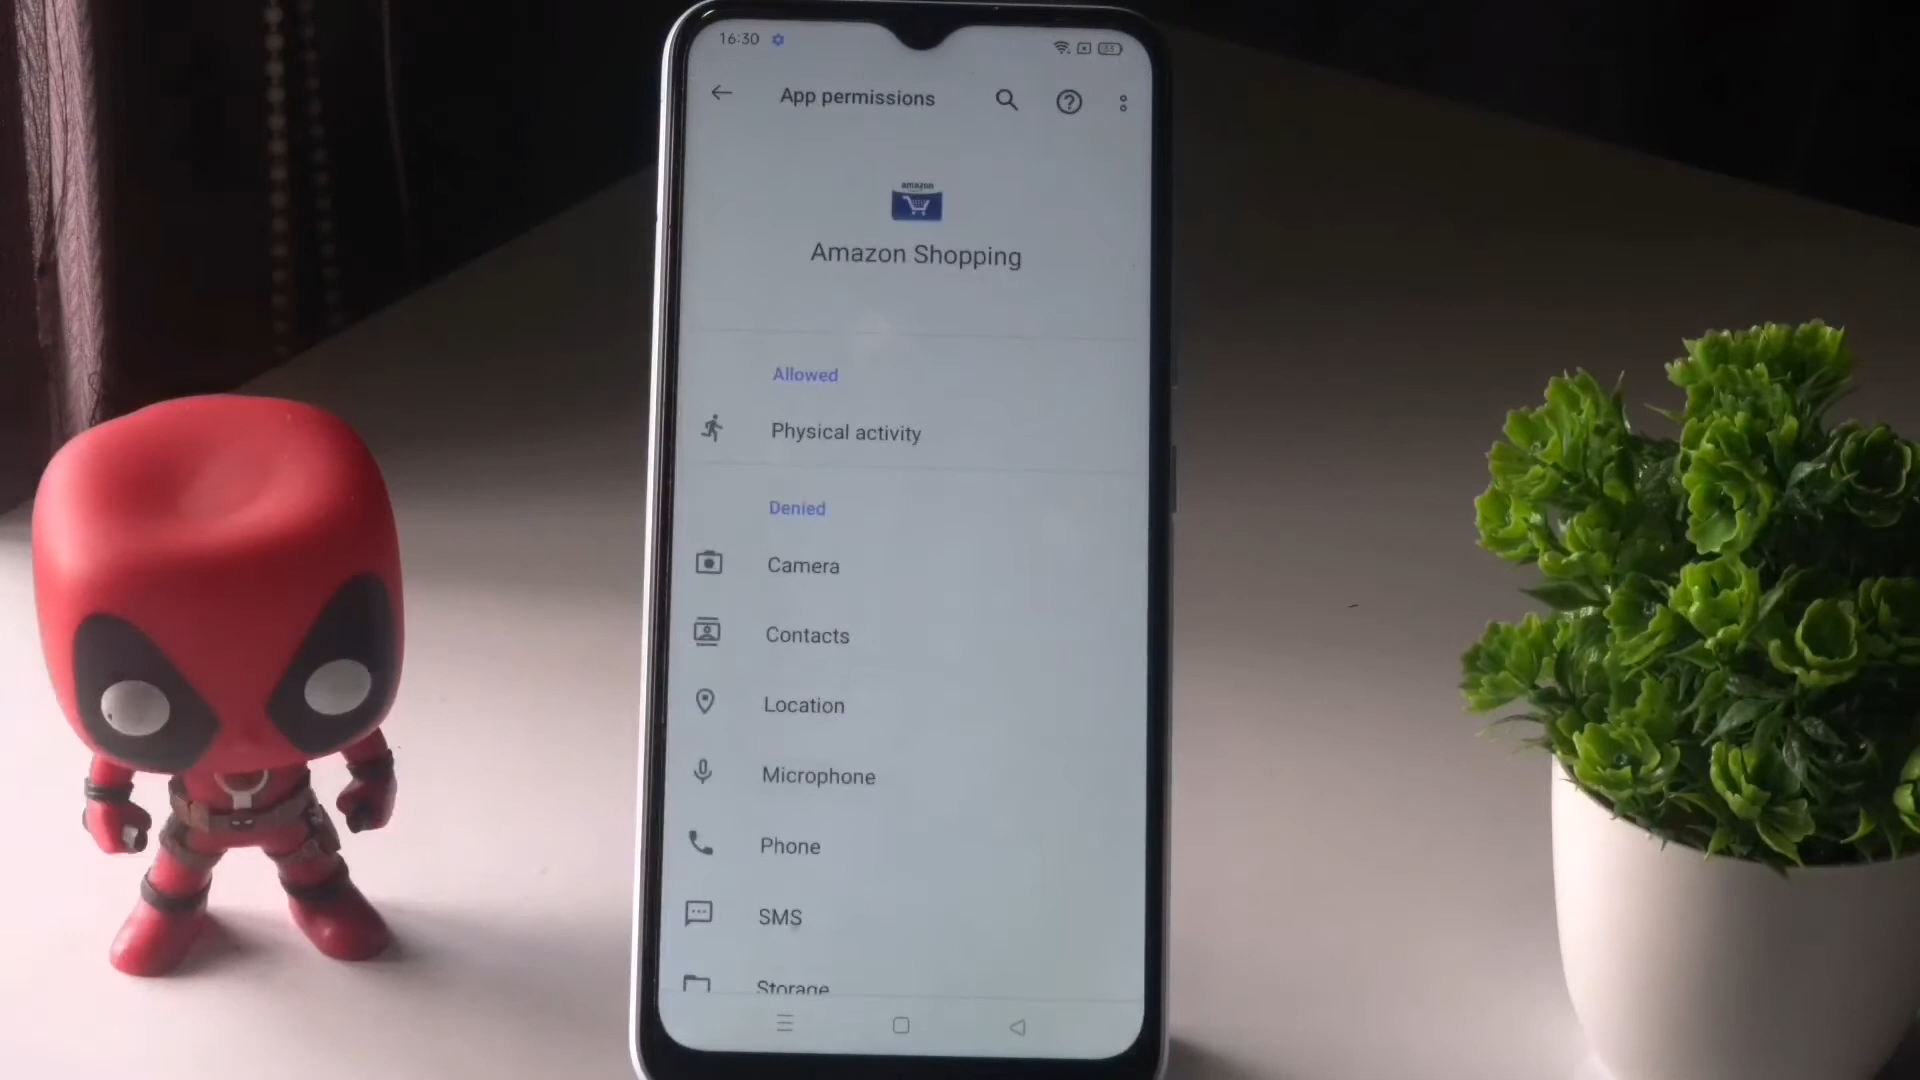 16:30
App permissions
amazon
Amazon Shopping
Allowed
Physical activity
Denied
Camera
Contacts
Location
Microphone
Phone
SMS
Storage